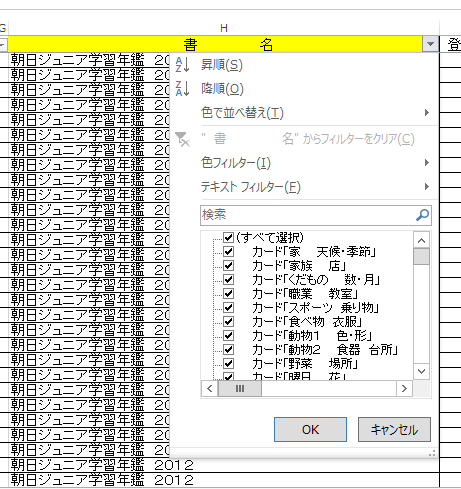 G
H
書　　　　　名
登
朝日ジュニア学習年鑑 20
昇順(S)
朝日ジュニア学習年鑑 20
朝日ジュニア学習年鑑 20
降順(O)
朝日ジュニア学習年鑑 20
朝日ジュニア学習年鑑 20
色で並べ替え(T)
朝日ジュニア学習年鑑 20
朝日ジュニア学習年鑑 20
" 書　　　　名" からフィルターをクリア(C)
朝日ジュニア学習年鑑 20
色フィルター(I)
朝日ジュニア学習年鑑 20
テキスト フィルター(F)
朝日ジュニア学習年鑑 20
朝日ジュニア学習年鑑 20
検索
朝日ジュニア学習年鑑 20
朝日ジュニア学習年鑑 20
(すべて選択)
カード「家　天候・季節」
朝日ジュニア学習年鑑 20
カード「家族　店」
朝日ジュニア学習年鑑 20
カード「くだもの　数・月」
朝日ジュニア学習年鑑 20
カード「職業　教室」
朝日ジュニア学習年鑑 20
カード「スポーツ 乗り物」
朝日ジュニア学習年鑑 20
カード「食べ物 衣服」
朝日ジュニア学習年鑑 20
カード「動物1　色・形」
朝日ジュニア学習年鑑 20
カード「動物2　食器 台所」
朝日ジュニア学習年鑑 20
カード「野菜　場所」
朝日ジュニア学習年鑑 20
カード「曜日　花」
朝日ジュニア学習年鑑 20
朝日ジュニア学習年鑑 20
朝日ジュニア学習年鑑 20
朝日ジュニア学習年鑑 20
OK
キャンセル
朝日ジュニア学習年鑑 20
朝日ジュニア学習年鑑 20
朝日ジュニア学習年鑑 2012
朝日ジュニア学習年鑑 2012